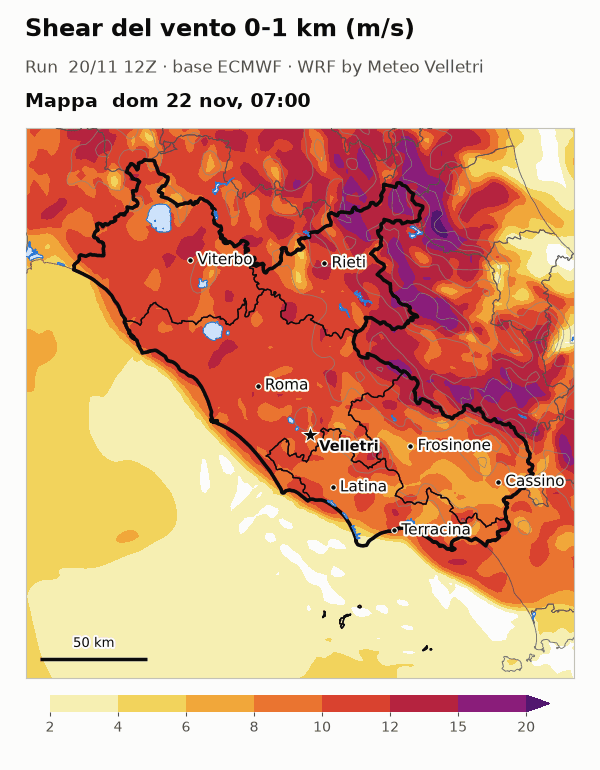 Shear del vento 0-1 km (m/s)
Run  20/11 12Z · base ECMWF · WRF by Meteo Velletri
Mappa  dom 22 nov, 07:00
Viterbo
Rieti
Roma
Velletri
Frosinone
Latina
Cassino
Terracina
50 km
2 4 6 8 10 12 15 20